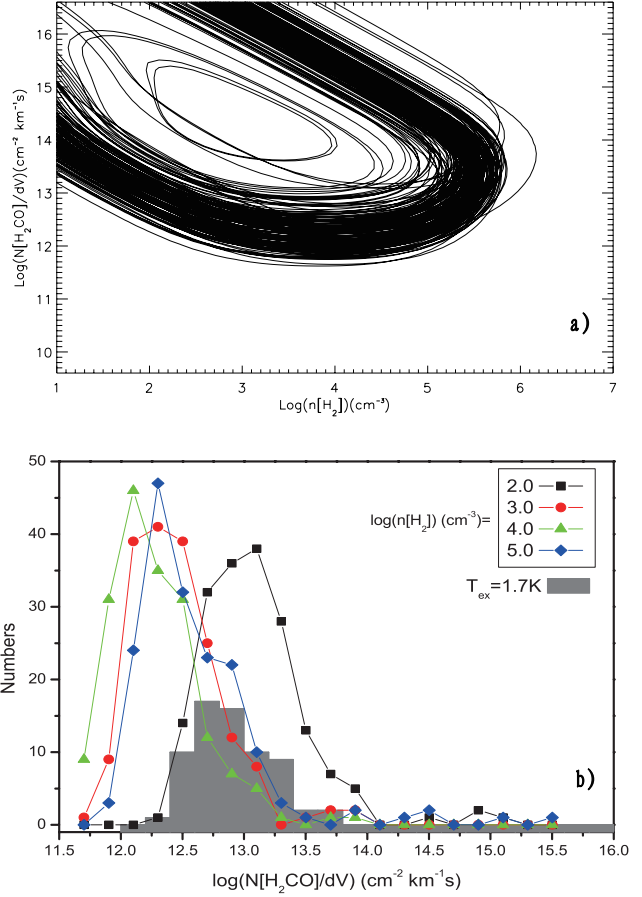 16
15
14
13
12
11
10
Log(N[H₂CO]/dV)(cm⁻² km⁻¹s)
a)
1 2 3 4 5 6 7
Log(n[H₂])(cm⁻³)
50
40
30
20
10
0
Numbers
log(n[H₂]) (cm⁻³)=
2.0
3.0
4.0
5.0
Tₑₓ=1.7K
b)
11.5 12.0 12.5 13.0 13.5 14.0 14.5 15.0 15.5 16.0
log(N[H₂CO]/dV) (cm⁻² km⁻¹s)